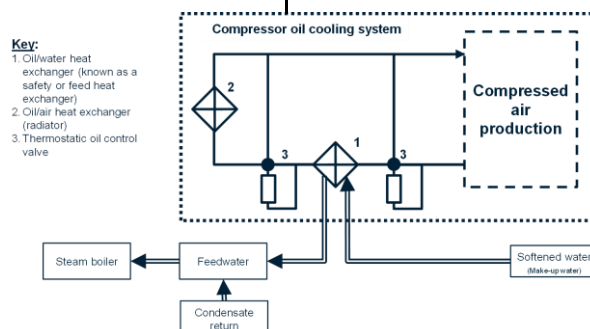 Compressor oil cooling system
Key:
1. Oil/water heat
exchanger (known as a
safety or feed heat
exchanger)
2. Oil/air heat exchanger
(radiator)
3. Thermostatic oil control
valve
2
Compressed
air
production
1
3
3
Steam boiler
Feedwater
Softened water
(Make-up water)
Condensate
return